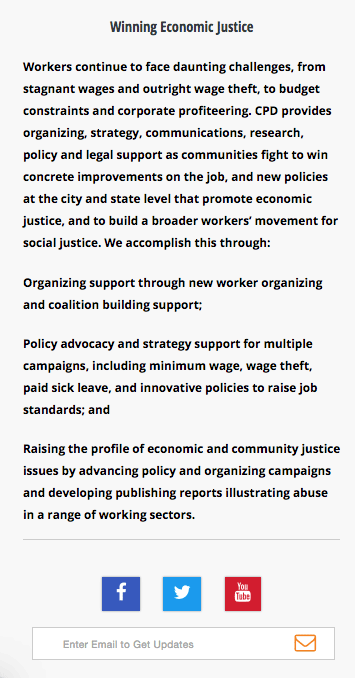 Winning Economic Justice
Workers continue to face daunting challenges, from
stagnant wages and outright wage theft, to budget
constraints and corporate profiteering. CPD provides
organizing, strategy, communications, research,
policy and legal support as communities fight to win
concrete improvements on the job, and new policies
at the city and state level that promote economic
justice, and to build a broader workers’ movement for
social justice. We accomplish this through:
Organizing support through new worker organizing
and coalition building support;
Policy advocacy and strategy support for multiple
campaigns, including minimum wage, wage theft,
paid sick leave, and innovative policies to raise job
standards; and
Raising the profile of economic and community justice
issues by advancing policy and organizing campaigns
and developing publishing reports illustrating abuse
in a range of working sectors.
f
You
Tube
Enter Email to Get Updates